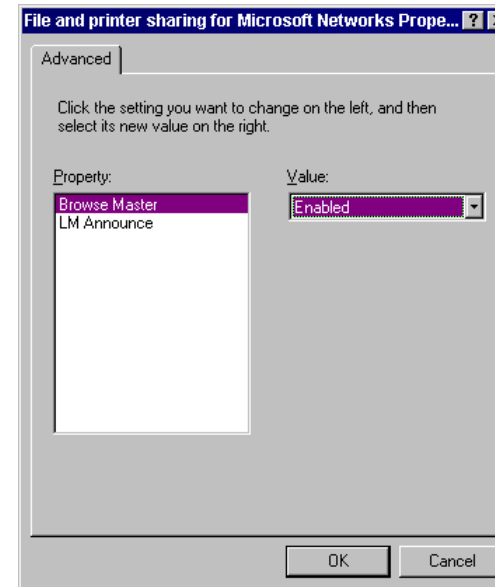 File and printer sharing for Microsoft Networks Prope...
Advanced
Click the setting you want to change on the left, and then
select its new value on the right.
Property:
Value:
Browse Master
Enabled
LM Announce
OK
Cancel